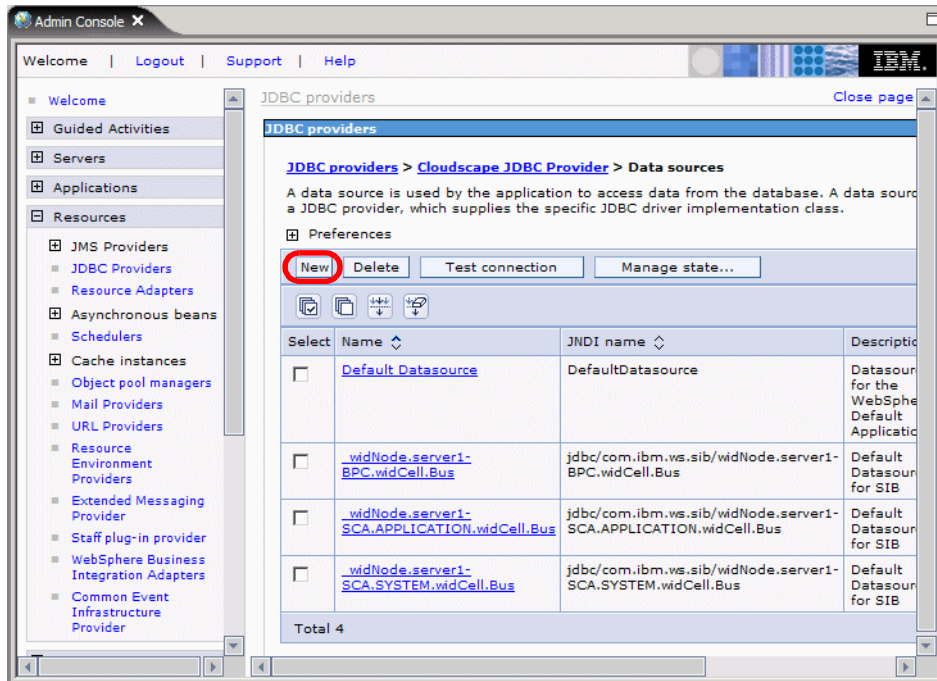 Admin Console
Welcome | Logout | Support | Help
IBM.
Welcome
Guided Activities
Servers
Applications
Resources
JMS Providers
JDBC Providers
Resource Adapters
Asynchronous beans
Schedulers
Cache instances
Object pool managers
Mail Providers
URL Providers
Resource
Environment
Providers
Extended Messaging
Provider
Staff plug-in provider
WebSphere Business
Integration Adapters
Common Event
Infrastructure
Provider
JDBC providers
Close page
JDBC providers
JDBC providers > Cloudscape JDBC Provider > Data sources
A data source is used by the application to access data from the database. A data sourc
a JDBC provider, which supplies the specific JDBC driver implementation class.
Preferences
New Delete Test connection Manage state...
Select Name JNDI name Descriptio
Default Datasource
DefaultDatasource
Datasour
for the
WebSphe
Default
Applicatio
_widNode.server1-
BPC.widCell.Bus
jdbc/com.ibm.ws.sib/widNode.server1-
BPC.widCell.Bus
Default
Datasour
for SIB
_widNode.server1-
SCA.APPLICATION.widCell.Bus
jdbc/com.ibm.ws.sib/widNode.server1-
SCA.APPLICATION.widCell.Bus
Default
Datasour
for SIB
_widNode.server1-
SCA.SYSTEM.widCell.Bus
jdbc/com.ibm.ws.sib/widNode.server1-
SCA.SYSTEM.widCell.Bus
Default
Datasour
for SIB
Total 4